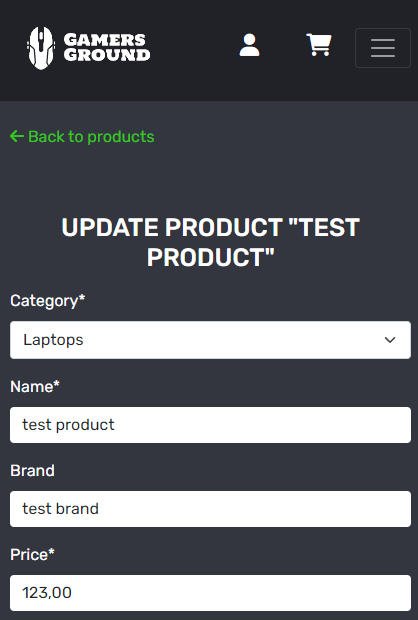 GAMERS
GROUND
Back to products
UPDATE PRODUCT "TEST
PRODUCT"
Category*
Laptops
Name*
test product
Brand
test brand
Price*
123,00